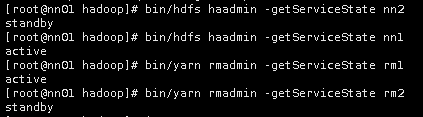 [root@nn01 hadoop]# bin/hdfs haadmin -getServiceState nn2
standby
[root@nn01 hadoop]# bin/hdfs haadmin -getServiceState nn1
active
[root@nn01 hadoop]# bin/yarn rmadmin -getServiceState rm1
active
[root@nn01 hadoop]# bin/yarn rmadmin -getServiceState rm2
standby